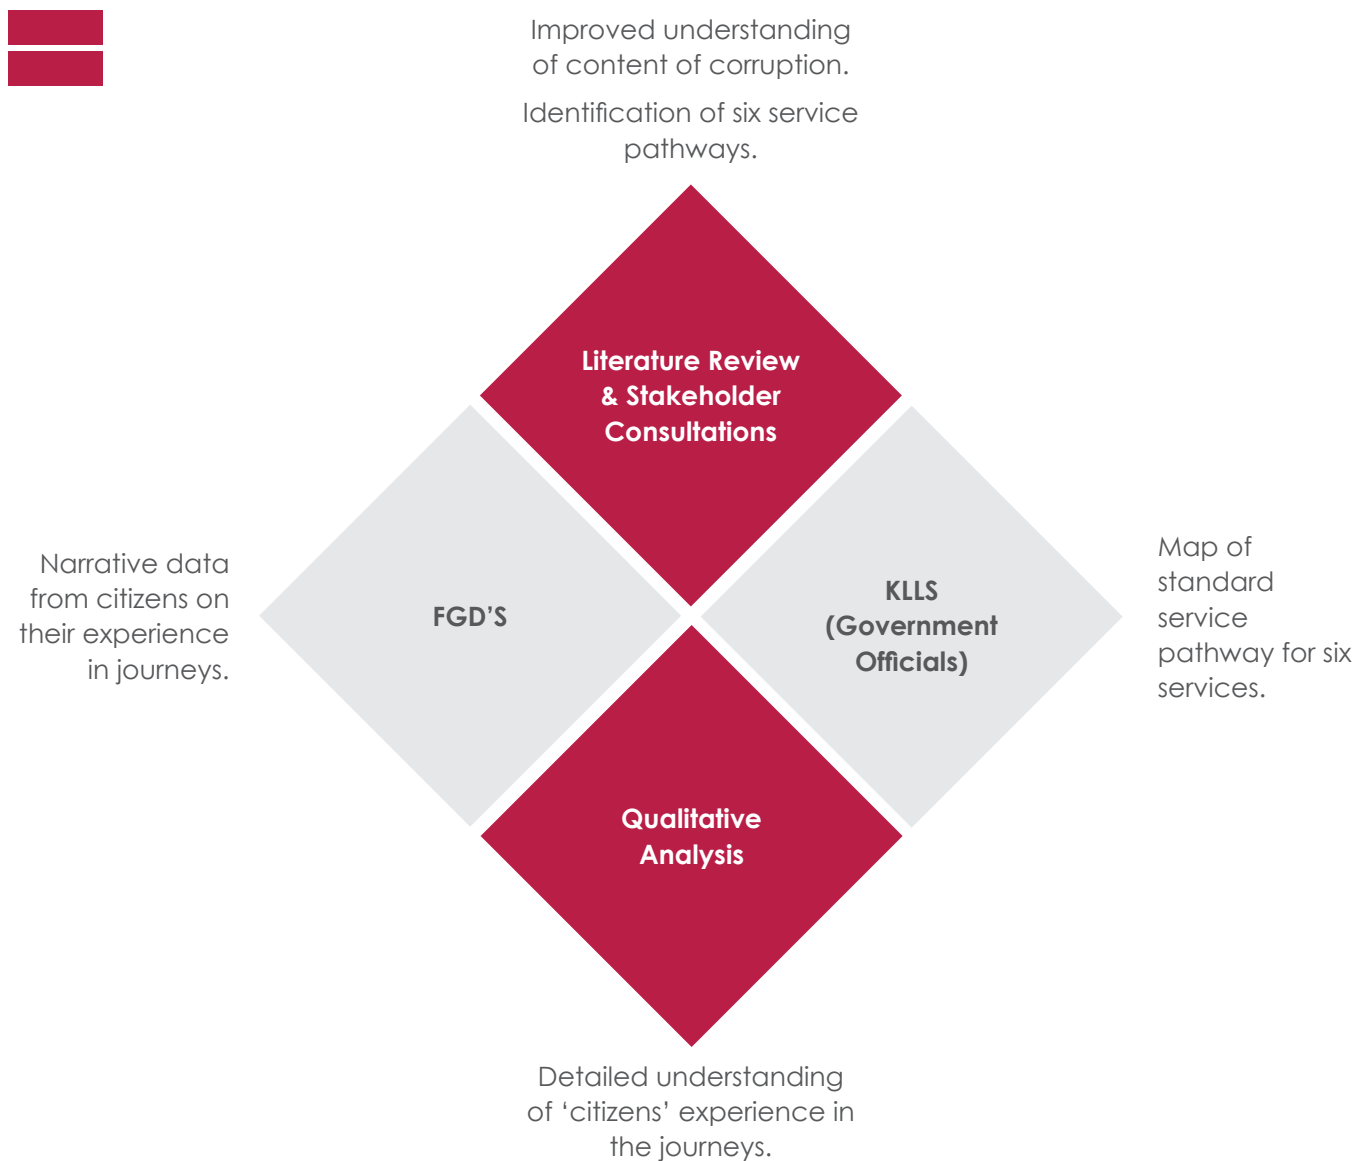 Improved understanding
of content of corruption.
Identification of six service
pathways.
Literature Review
& Stakeholder
Consultations
Narrative data
from citizens on
their experience
in journeys.
FGD’S
KLLS
(Government
Officials)
Map of
standard
service
pathway for six
services.
Qualitative
Analysis
Detailed understanding
of ‘citizens’ experience in
the journeys.